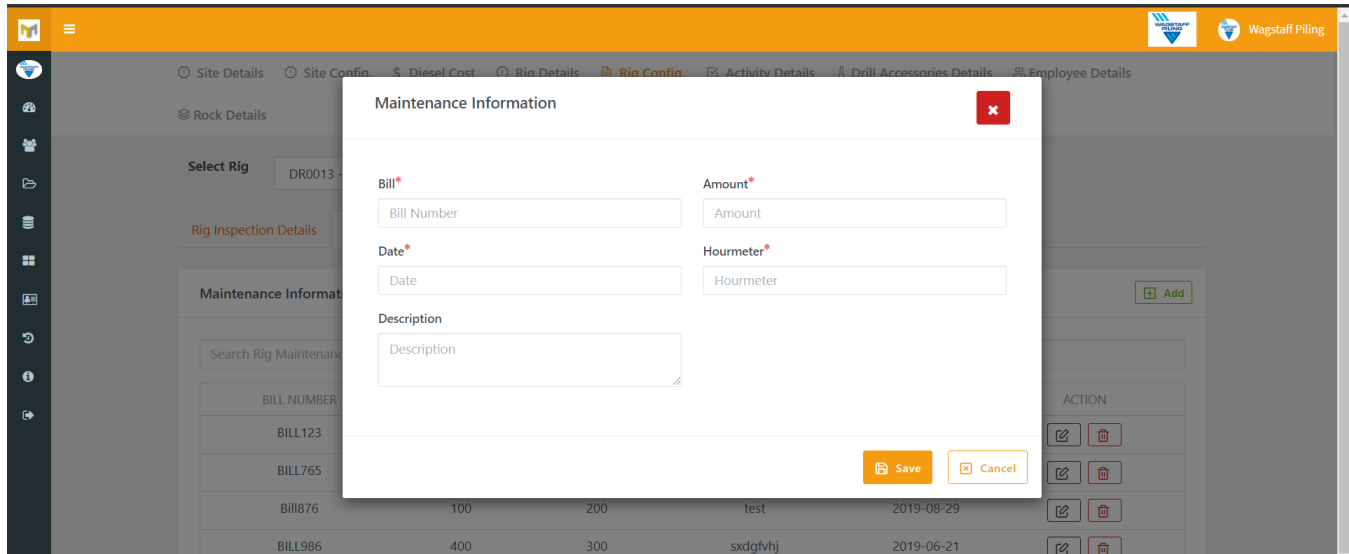 WAGSTAFF PILING Wagstaff Piling
Site Details Site Config. $ Diesel Cost Rig Details Rig Config. Activity Details Drill Accessories Details Employee Details
Rock Details
Maintenance Information
Select Rig DR0013 -
Bill* Amount*
Bill Number Amount
Rig Inspection Details
Date* Hourmeter*
Date Hourmeter
Maintenance Informat Add
Description
Description
Search Rig Maintenanc
BILL NUMBER ACTION
BILL123
BILL765
Save Cancel
Bill876 100 200 test 2019-08-29
BILL986 400 300 sxdgfvhj 2019-06-21